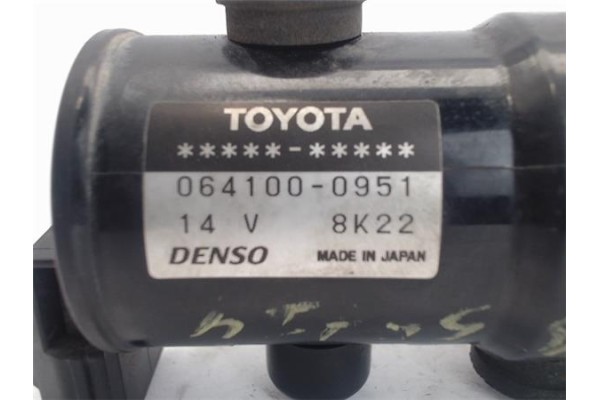 TOYOTA
*****-*****
064100-0951
14 V 8K22
DENSO MADE IN JAPAN